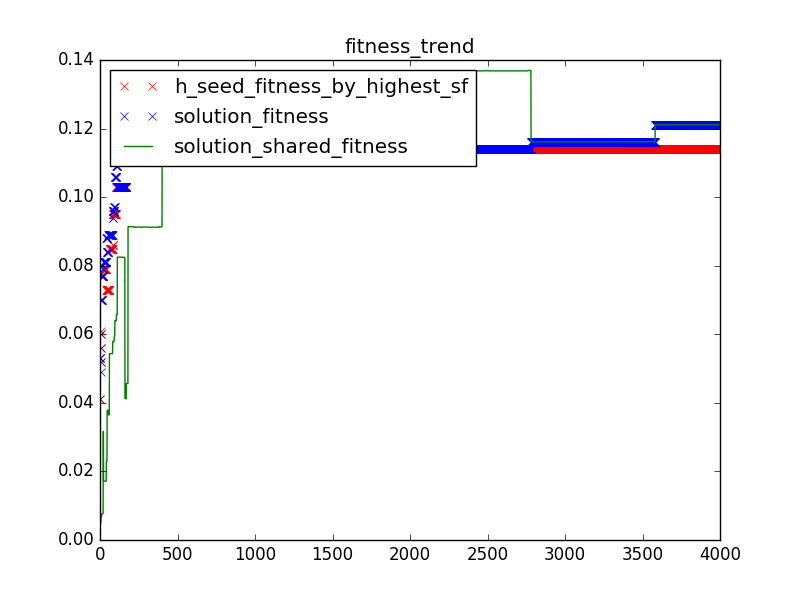 fitness_trend
h_seed_fitness_by_highest_sf
solution_fitness
solution_shared_fitness
0.14
0.12
0.10
0.08
0.06
0.04
0.02
0.00
0 500 1000 1500 2000 2500 3000 3500 4000